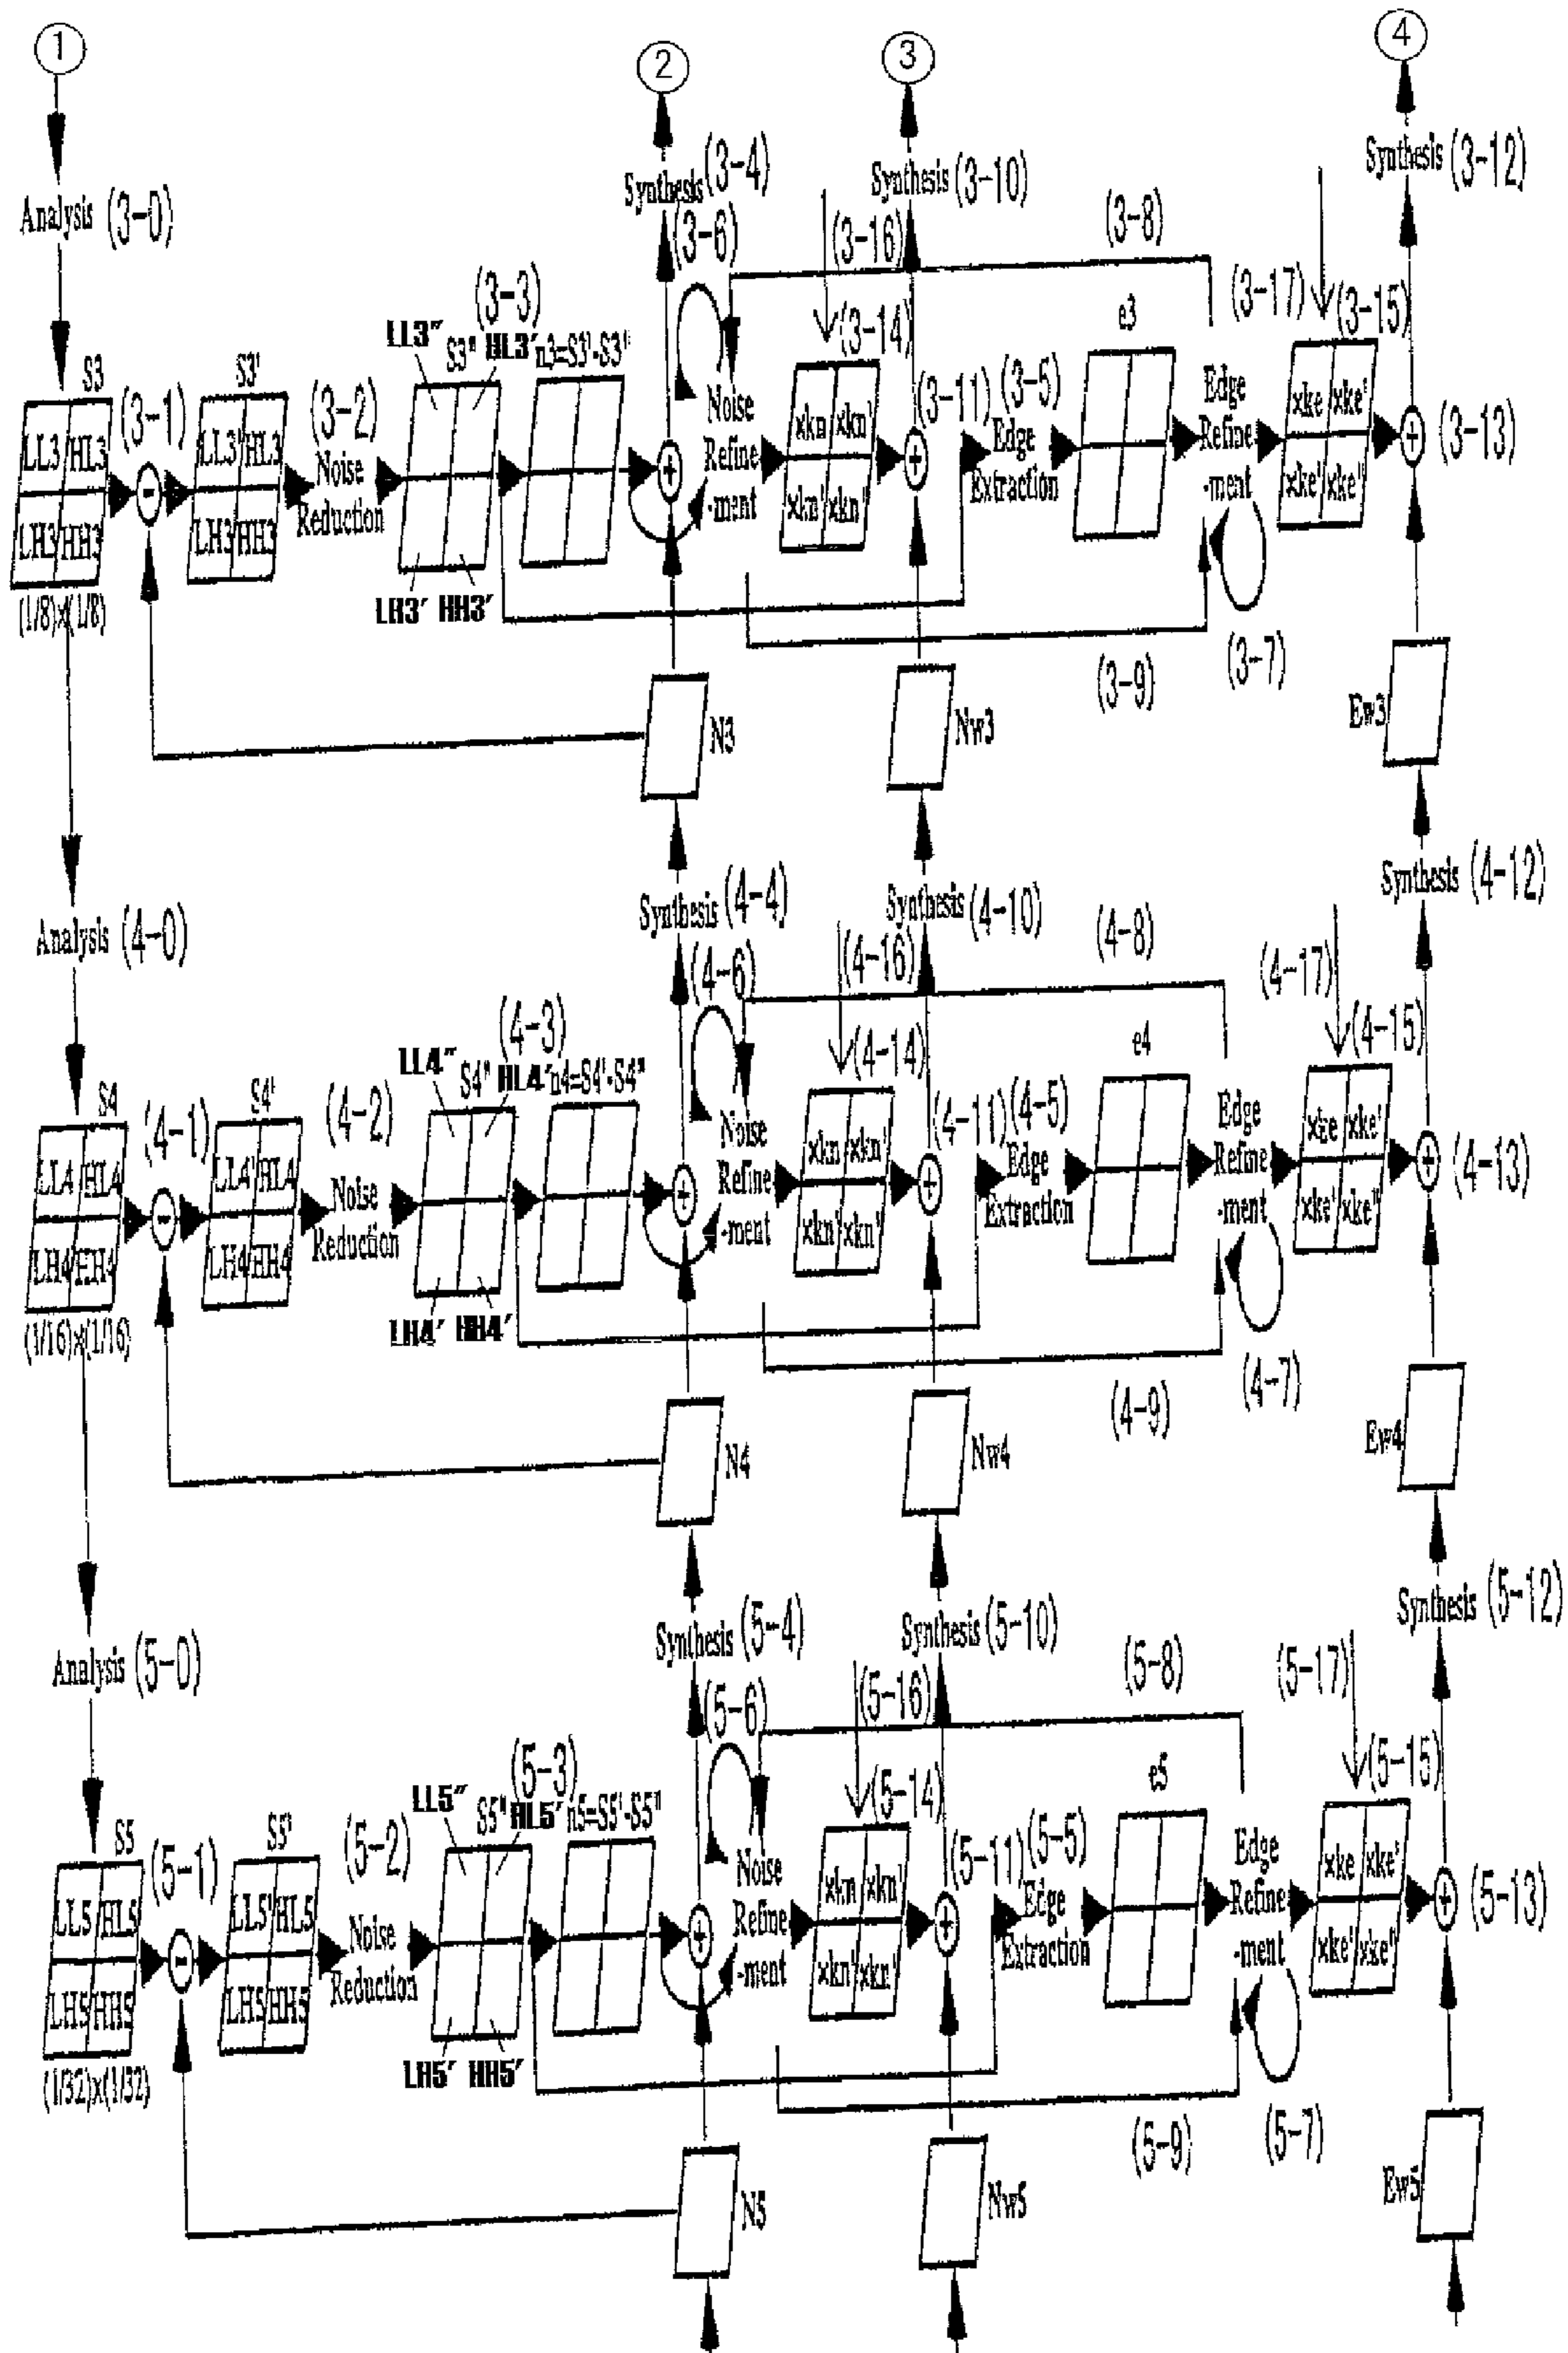 1
2
3
4
Analysis (3-0)
Synthesis (3-4)
Synthesis (3-10)
Synthesis (3-12)
(3-6)
(3-16)
(3-8)
(3-17)
(3-3)
(3-14)
(3-15)
S3
S3'
LL3"
S3"
HL3'
n3=S3'-S3"
e3
LL3 HL3
LH3 HH3
(1/8)x(1/8)
(3-1)
LL3' HL3
LH3 HH3
(3-2)
Noise
Reduction
LH3' HH3'
+
Noise
Refine
-ment
xkn xkn'
xkn' xkn'
+
(3-11)
(3-5)
Edge
Extraction
Edge
Refine
-ment
xke xke'
xke' xke'
+
(3-13)
(3-9)
(3-7)
N3
Nw3
Ew3
Analysis (4-0)
Synthesis (4-4)
Synthesis (4-10)
Synthesis (4-12)
(4-6)
(4-16)
(4-8)
(4-17)
(4-3)
(4-14)
(4-15)
S4
S4'
LL4"
S4"
HL4'
n4=S4'-S4"
e4
LL4 HL4
LH4 HH4
(1/16)x(1/16)
(4-1)
LL4' HL4
LH4 HH4
(4-2)
Noise
Reduction
LH4' HH4'
+
Noise
Refine
-ment
xkn xkn'
xkn' xkn'
+
(4-11)
(4-5)
Edge
Extraction
Edge
Refine
-ment
xke xke'
xke' xke'
+
(4-13)
(4-9)
(4-7)
N4
Nw4
Ew4
Analysis (5-0)
Synthesis (5-4)
Synthesis (5-10)
Synthesis (5-12)
(5-6)
(5-16)
(5-8)
(5-17)
(5-3)
(5-14)
(5-15)
S5
S5'
LL5"
S5"
HL5'
n5=S5'-S5"
e5
LL5 HL5
LH5 HH5
(1/32)x(1/32)
(5-1)
LL5' HL5
LH5 HH5
(5-2)
Noise
Reduction
LH5' HH5'
+
Noise
Refine
-ment
xkn xkn'
xkn' xkn'
+
(5-11)
(5-5)
Edge
Extraction
Edge
Refine
-ment
xke xke'
xke' xke'
+
(5-13)
(5-9)
(5-7)
N5
Nw5
Ew5